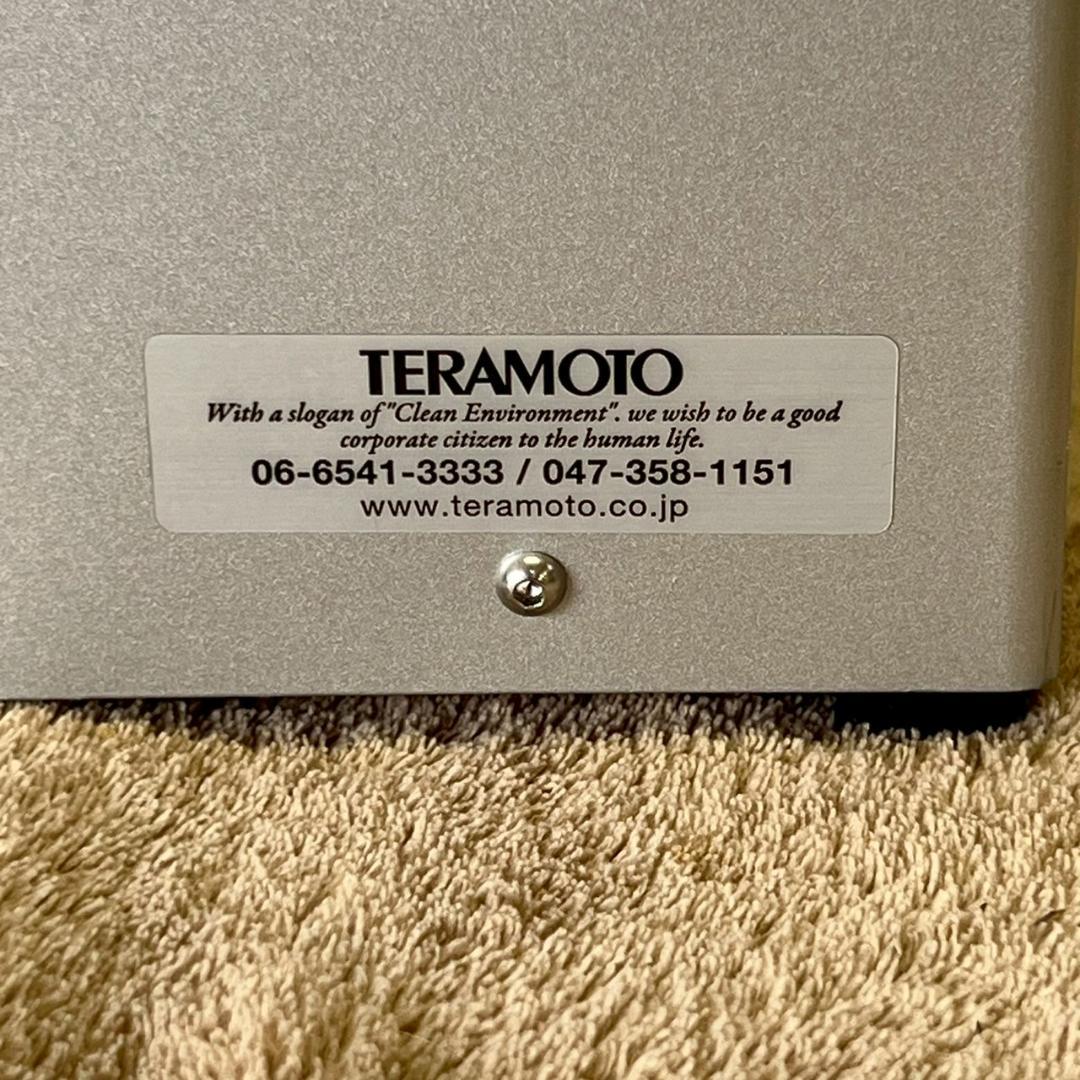 TERAMOTO
With a slogan of "Clean Environment". we wish to be a good
corporate citizen to the human life.
06-6541-3333 / 047-358-1151
www.teramoto.co.jp